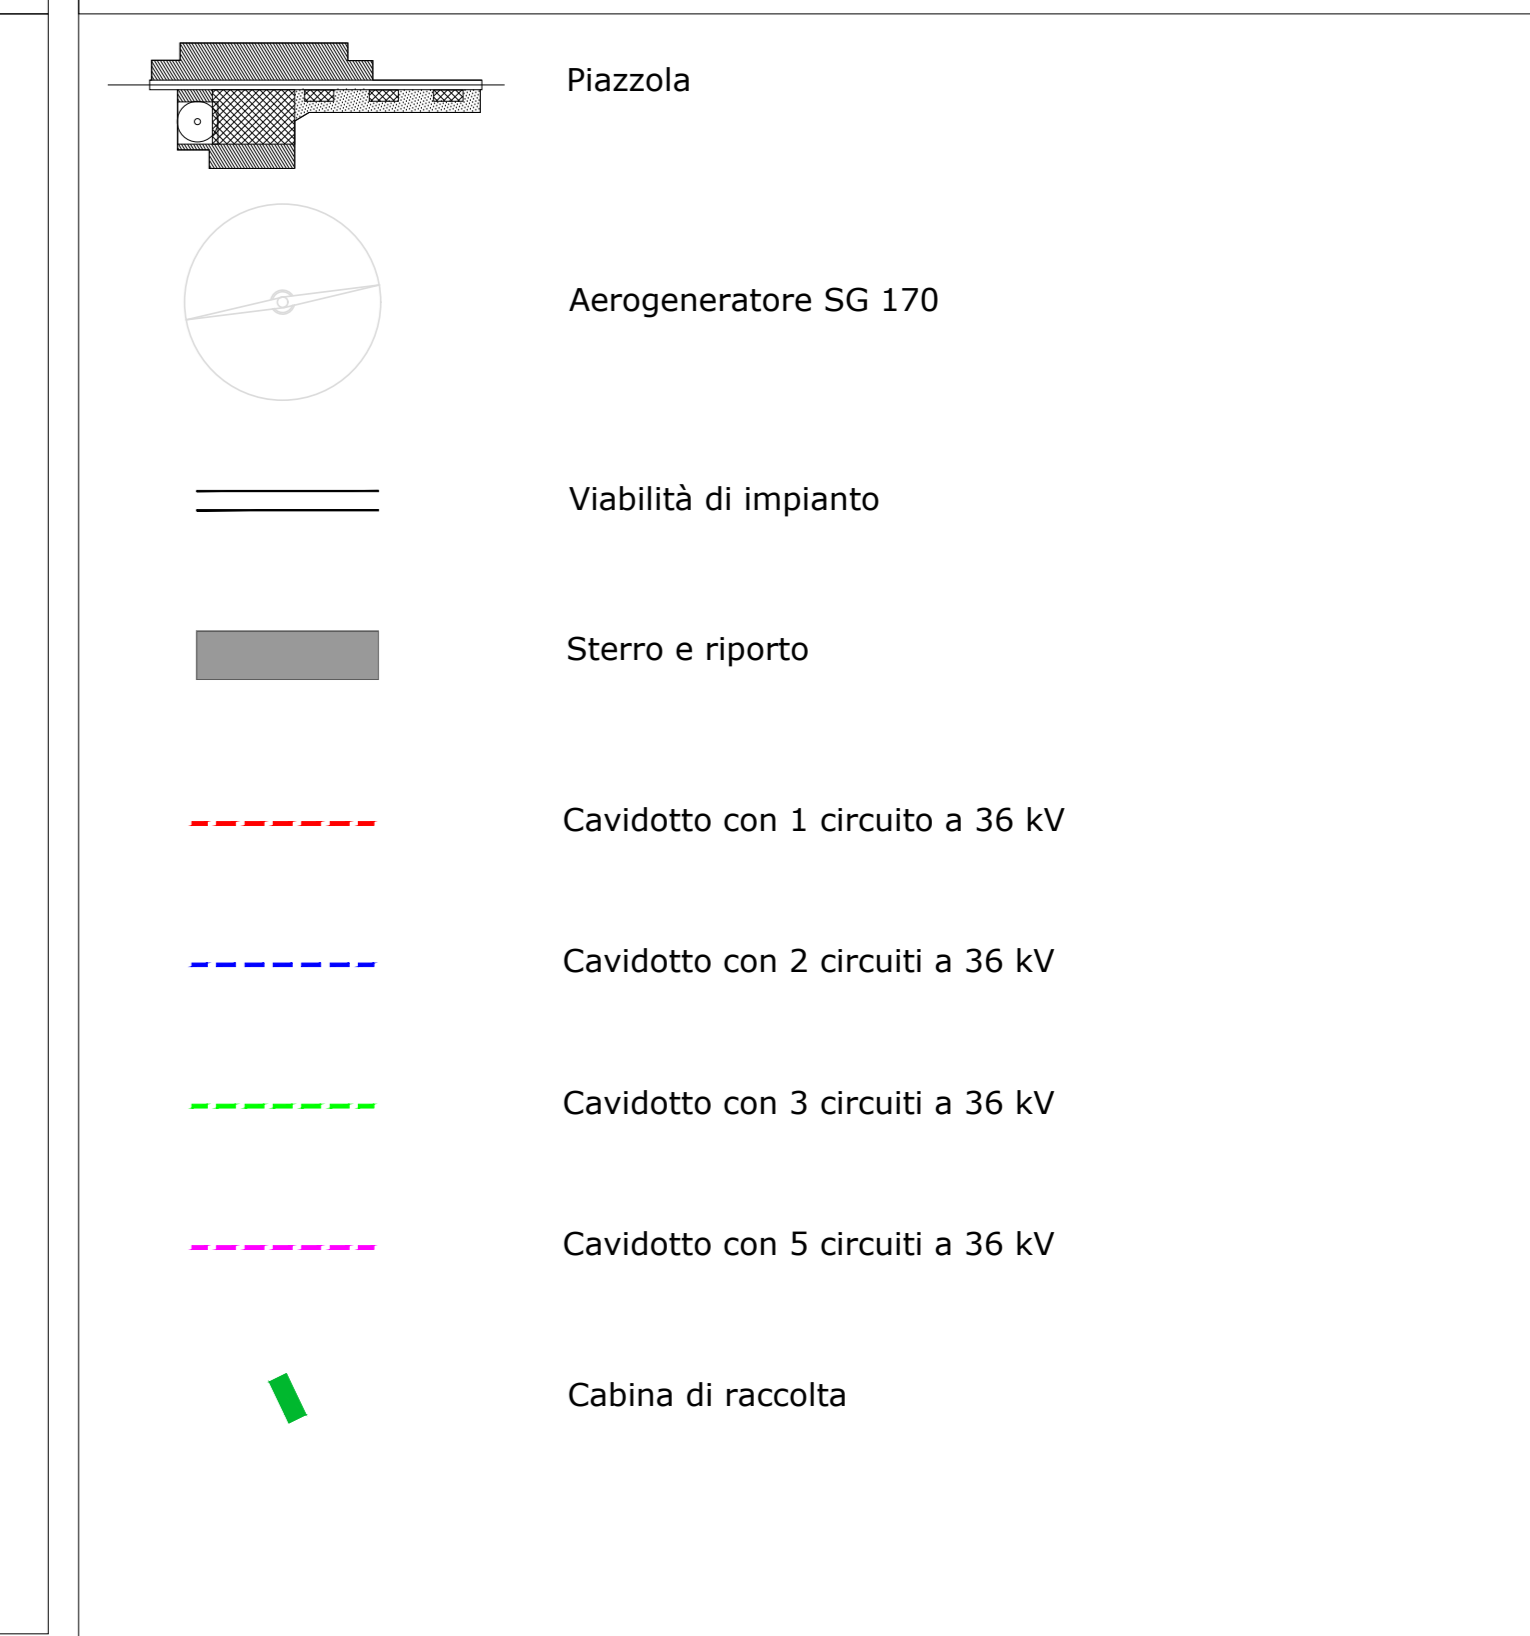 Piazzola
Aerogeneratore SG 170
Viabilità di impianto
Sterro e riporto
Cavidotto con 1 circuito a 36 kV
Cavidotto con 2 circuiti a 36 kV
Cavidotto con 3 circuiti a 36 kV
Cavidotto con 5 circuiti a 36 kV
Cabina di raccolta